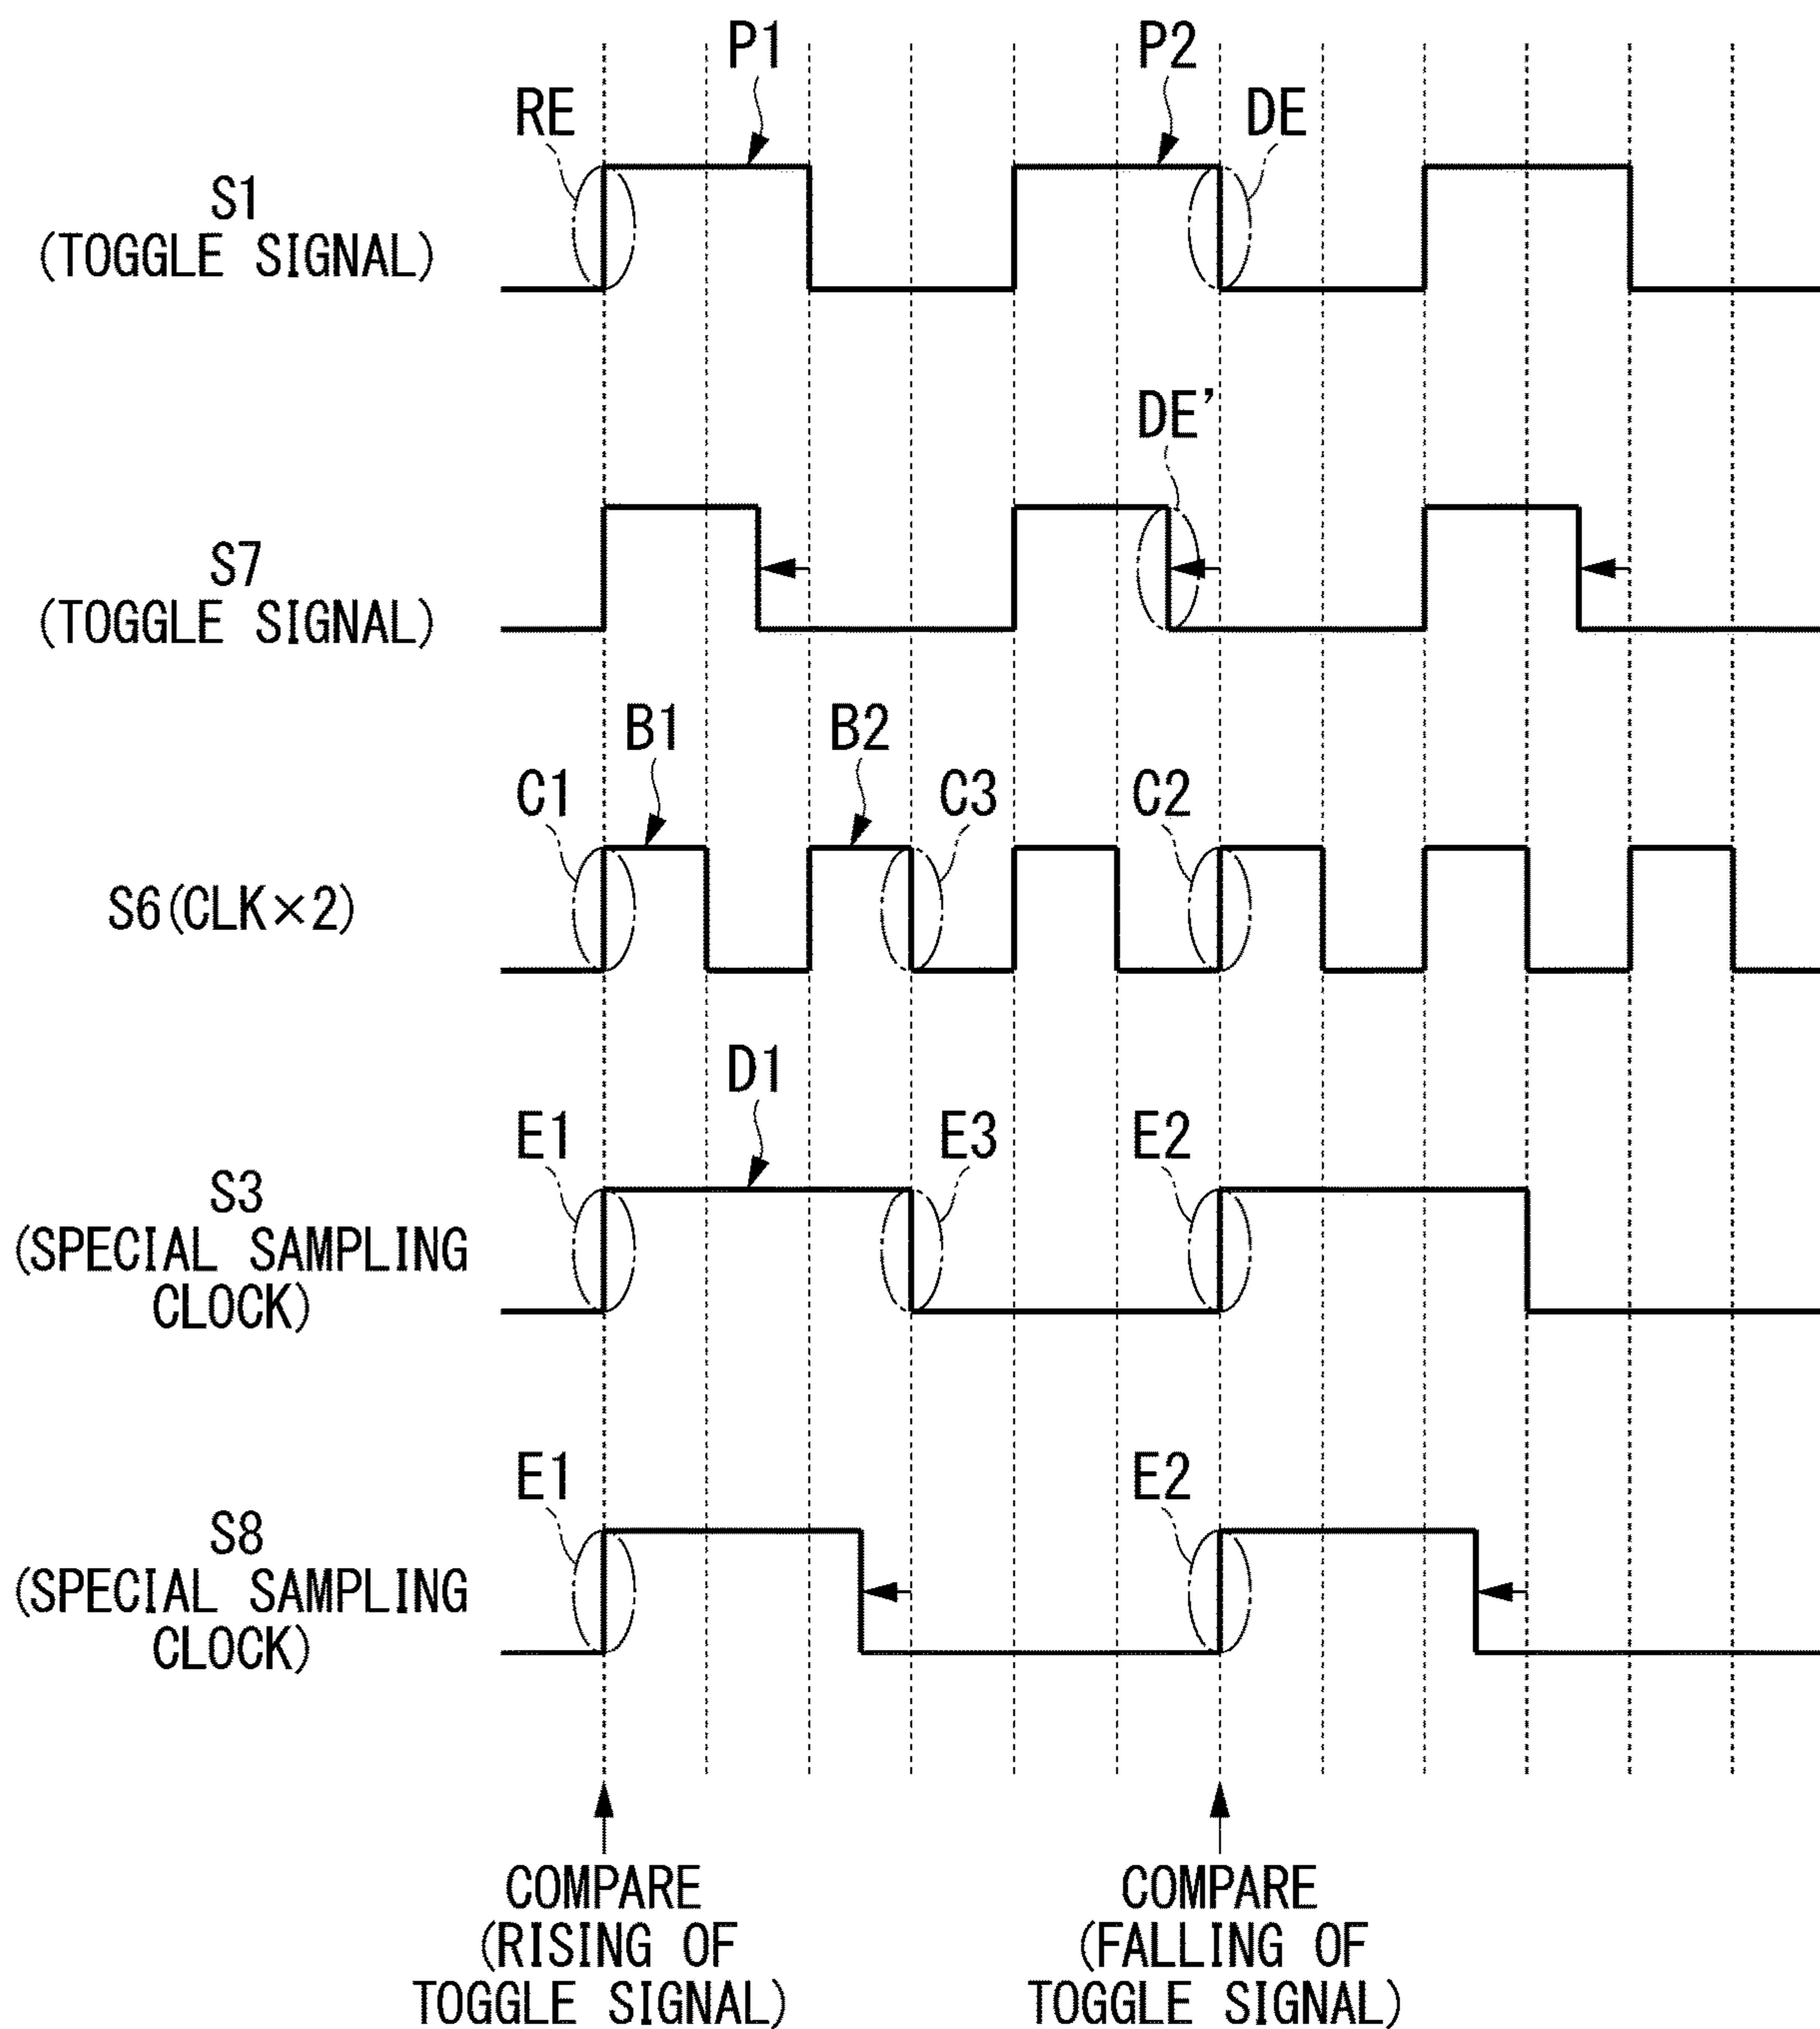 P1
P2
RE
DE
S1
(TOGGLE SIGNAL)
DE'
S7
(TOGGLE SIGNAL)
B1
B2
C1
C3
C2
S6(CLK×2)
D1
E1
E3
E2
S3
(SPECIAL SAMPLING
CLOCK)
E1
E2
S8
(SPECIAL SAMPLING
CLOCK)
COMPARE
(RISING OF
TOGGLE SIGNAL)
COMPARE
(FALLING OF
TOGGLE SIGNAL)